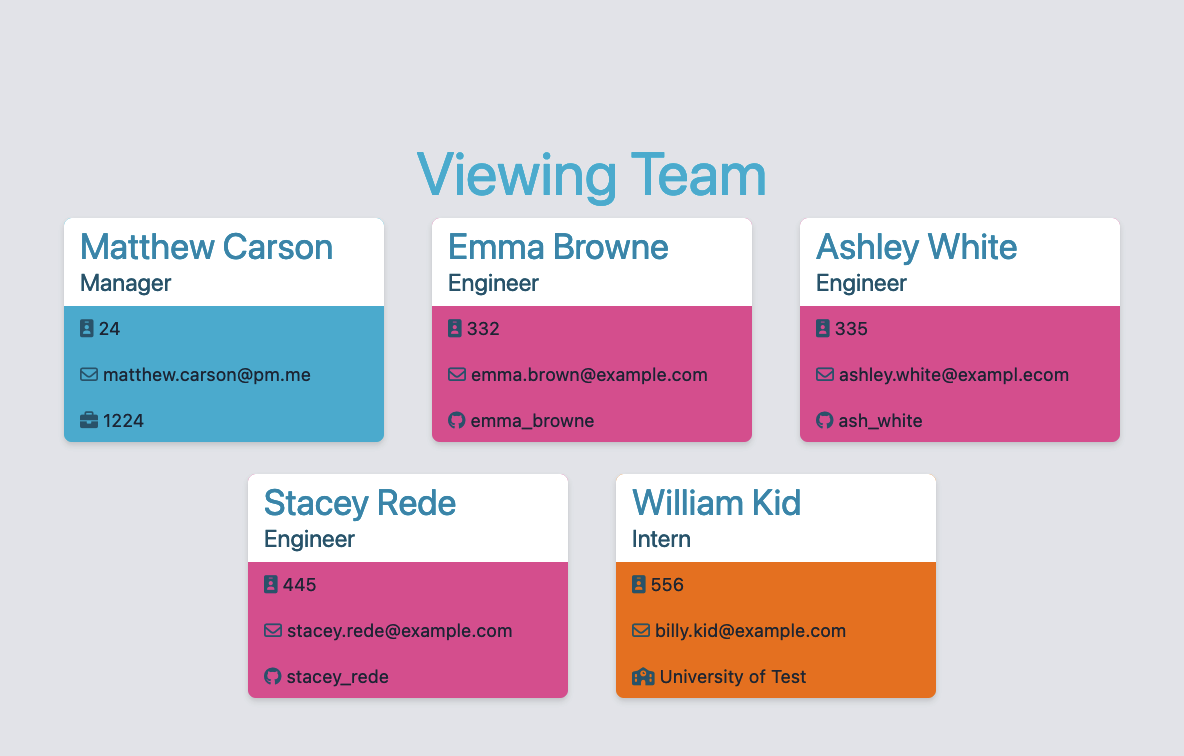 Viewing Team
Matthew Carson
Manager
24
matthew.carson@pm.me
1224
Emma Browne
Engineer
332
emma.brown@example.com
emma_browne
Ashley White
Engineer
335
ashley.white@exampl.ecom
ash_white
Stacey Rede
Engineer
445
stacey.rede@example.com
stacey_rede
William Kid
Intern
556
billy.kid@example.com
University of Test